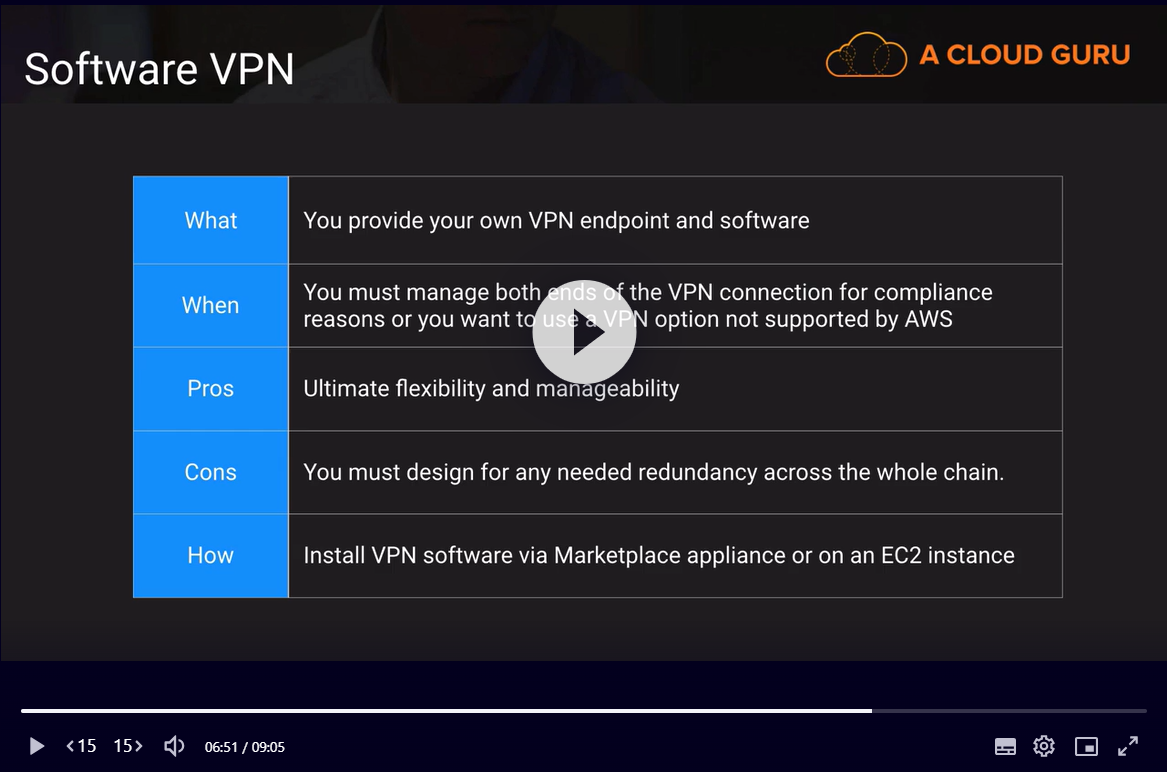 Software VPN
A CLOUD GURU
What
You provide your own VPN endpoint and software
When
You must manage both ends of the VPN connection for compliance
reasons or you want to use a VPN option not supported by AWS
Pros
Ultimate flexibility and manageability
Cons
You must design for any needed redundancy across the whole chain.
How
Install VPN software via Marketplace appliance or on an EC2 instance
<15 15> 06:51 / 09:05